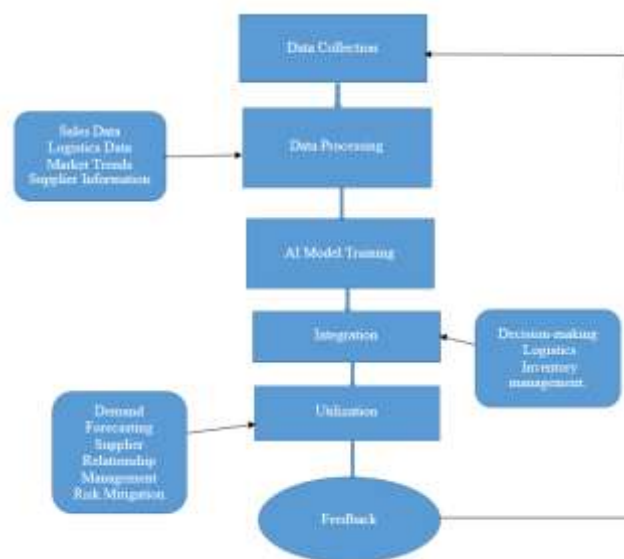 Data Collection
Sales Data
Logistics Data
Market Trends
Supplier Information
Data Processing
AI Model Training
Integration
Decision-making
Logistics
Inventory
management.
Utilization
Demand
Forecasting
Supplier
Relationship
Management
Risk Mitigation
Feedback